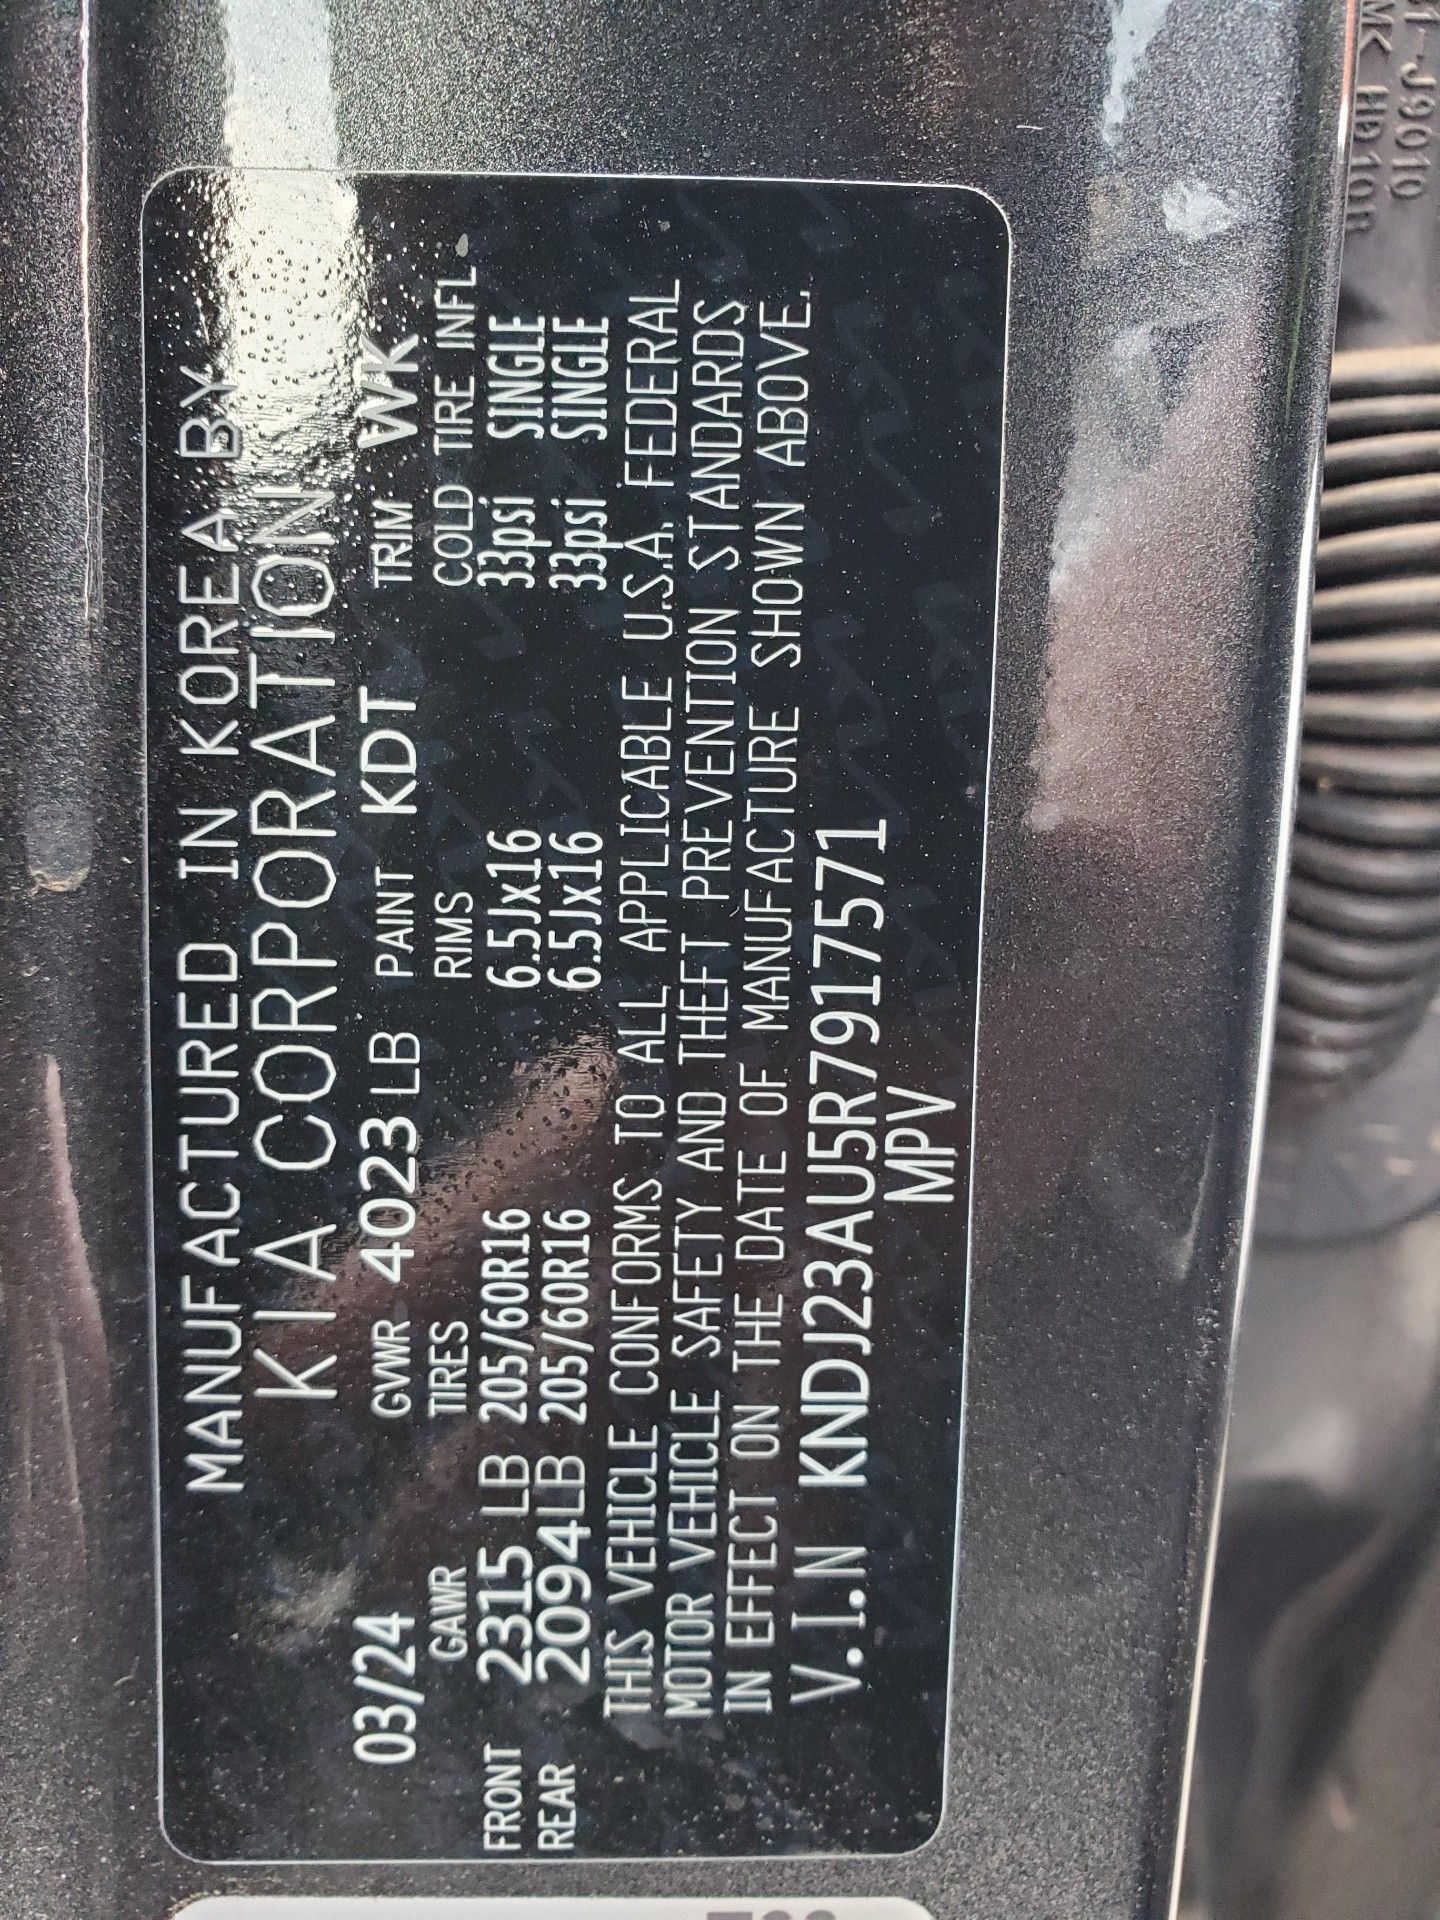 MANUFACTURED IN KOREA BY
KIA CORPORATION
03/24 GVWR 4023 LB PAINT KDT TRIM WK
GAWR TIRES RIMS COLD TIRE INFL
FRONT 2315 LB 205/60R16 6.5Jx16 33psi SINGLE
REAR 2094LB 205/60R16 6.5Jx16 33psi SINGLE
THIS VEHICLE CONFORMS TO ALL APPLICABLE U.S.A. FEDERAL
MOTOR VEHICLE SAFETY AND THEFT PREVENTION STANDARDS
IN EFFECT ON THE DATE OF MANUFACTURE SHOWN ABOVE.
V.I.N KNDJ23AU5R7917571
MPV